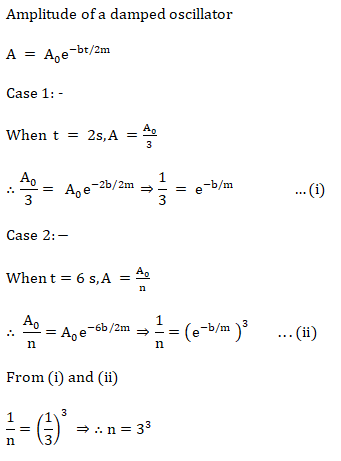 Amplitude of a damped oscillator
A = A₀e^(−bt/2m)
Case 1: -
When t = 2s, A = A₀/3
∴ A₀/3 = A₀e^(−2b/2m) ⇒ 1/3 = e^(−b/m) ...(i)
Case 2: −
When t = 6 s, A = A₀/n
∴ A₀/n = A₀e^(−6b/2m) ⇒ 1/n = (e^(−b/m))³ ...(ii)
From (i) and (ii)
1/n = (1/3)³ ⇒ ∴ n = 3³